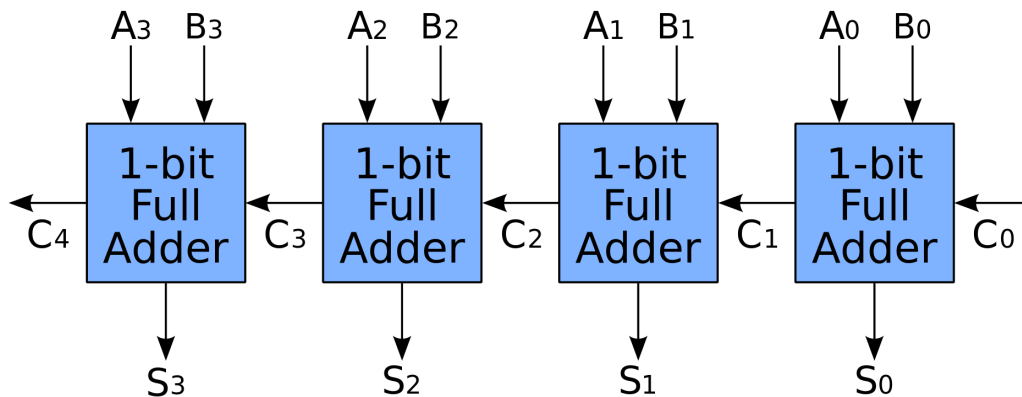 A3 B3 A2 B2 A1 B1 A0 B0
1-bit Full Adder
1-bit Full Adder
1-bit Full Adder
1-bit Full Adder
C4 C3 C2 C1 C0
S3 S2 S1 S0